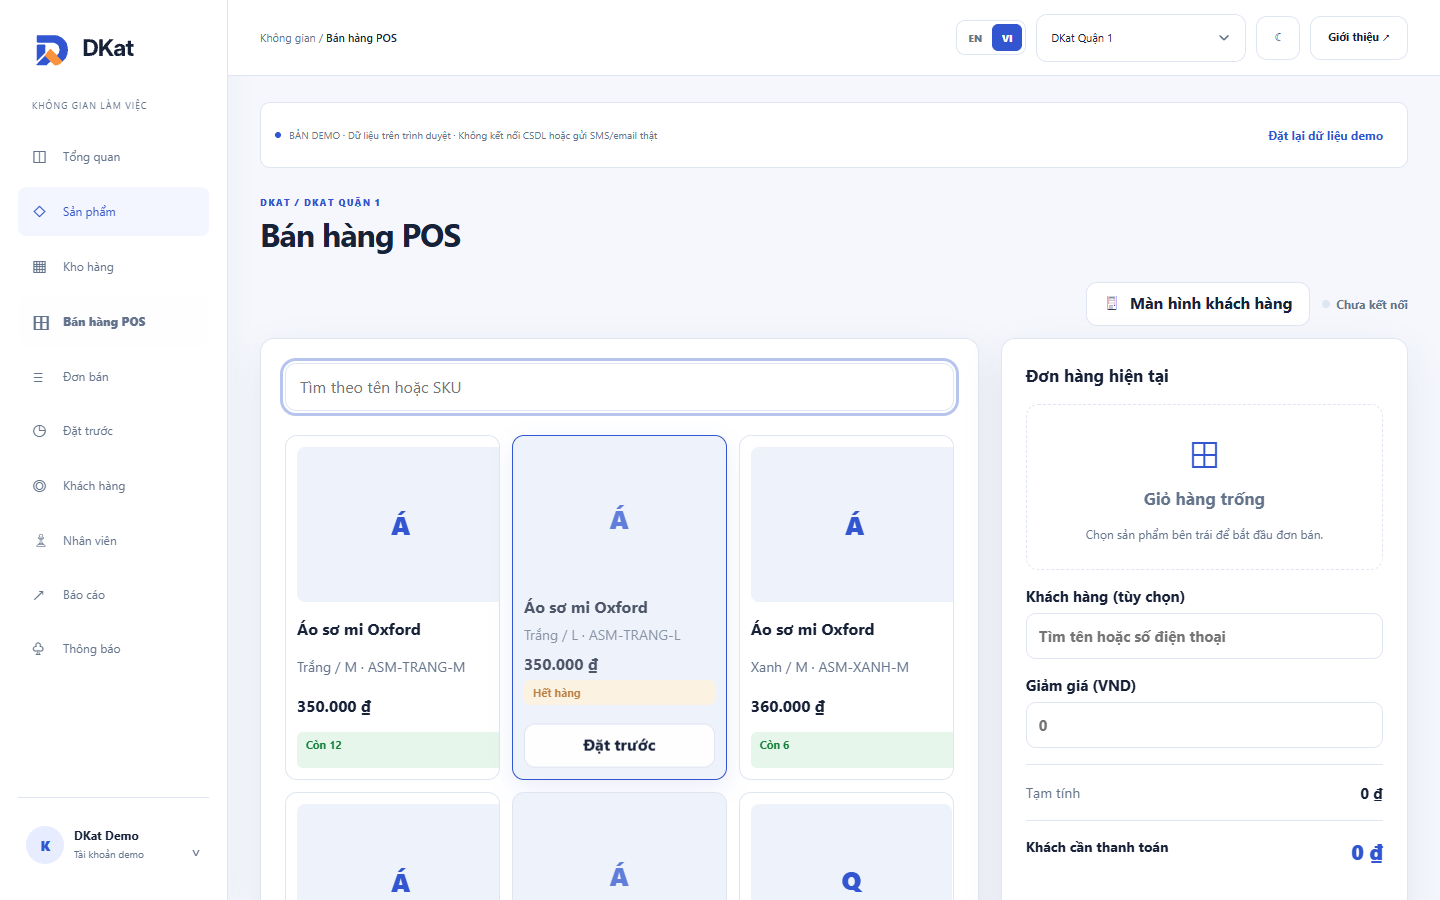 DKat
KHÔNG GIAN LÀM VIỆC
Tổng quan
Sản phẩm
Kho hàng
Bán hàng POS
Đơn bán
Đặt trước
Khách hàng
Nhân viên
Báo cáo
Thông báo
K
DKat Demo
Tài khoản demo
Không gian / Bán hàng POS
EN
VI
DKat Quận 1
Giới thiệu ↗
BẢN DEMO · Dữ liệu trên trình duyệt · Không kết nối CSDL hoặc gửi SMS/email thật
Đặt lại dữ liệu demo
DKAT / DKAT QUẬN 1
Bán hàng POS
Màn hình khách hàng
Chưa kết nối
Tìm theo tên hoặc SKU
Á
Áo sơ mi Oxford
Trắng / M · ASM-TRANG-M
350.000 ₫
Còn 12
Á
Áo sơ mi Oxford
Trắng / L · ASM-TRANG-L
350.000 ₫
Hết hàng
Đặt trước
Á
Áo sơ mi Oxford
Xanh / M · ASM-XANH-M
360.000 ₫
Còn 6
Á
Á
Q
Đơn hàng hiện tại
Giỏ hàng trống
Chọn sản phẩm bên trái để bắt đầu đơn bán.
Khách hàng (tùy chọn)
Tìm tên hoặc số điện thoại
Giảm giá (VND)
0
Tạm tính
0 ₫
Khách cần thanh toán
0 ₫